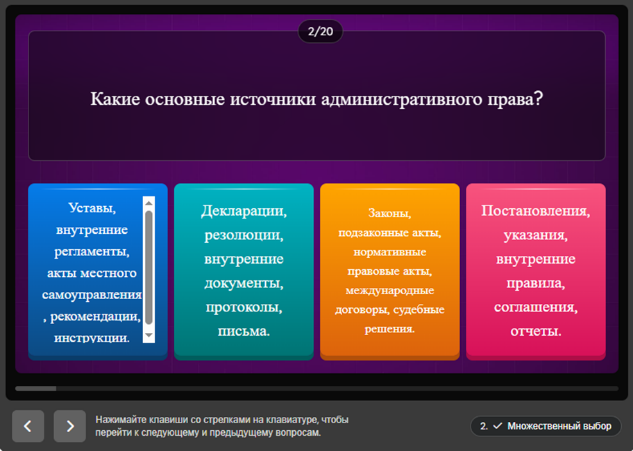 2/20
Какие основные источники административного права?
Уставы,
внутренние
регламенты,
акты местного
самоуправления
, рекомендации,
инструкции.
Декларации,
резолюции,
внутренние
документы,
протоколы,
письма.
Законы,
подзаконные акты,
нормативные
правовые акты,
международные
договоры, судебные
решения.
Постановления,
указания,
внутренние
правила,
соглашения,
отчеты.
Нажимайте клавиши со стрелками на клавиатуре, чтобы
перейти к следующему и предыдущему вопросам.
2. ✓ Множественный выбор